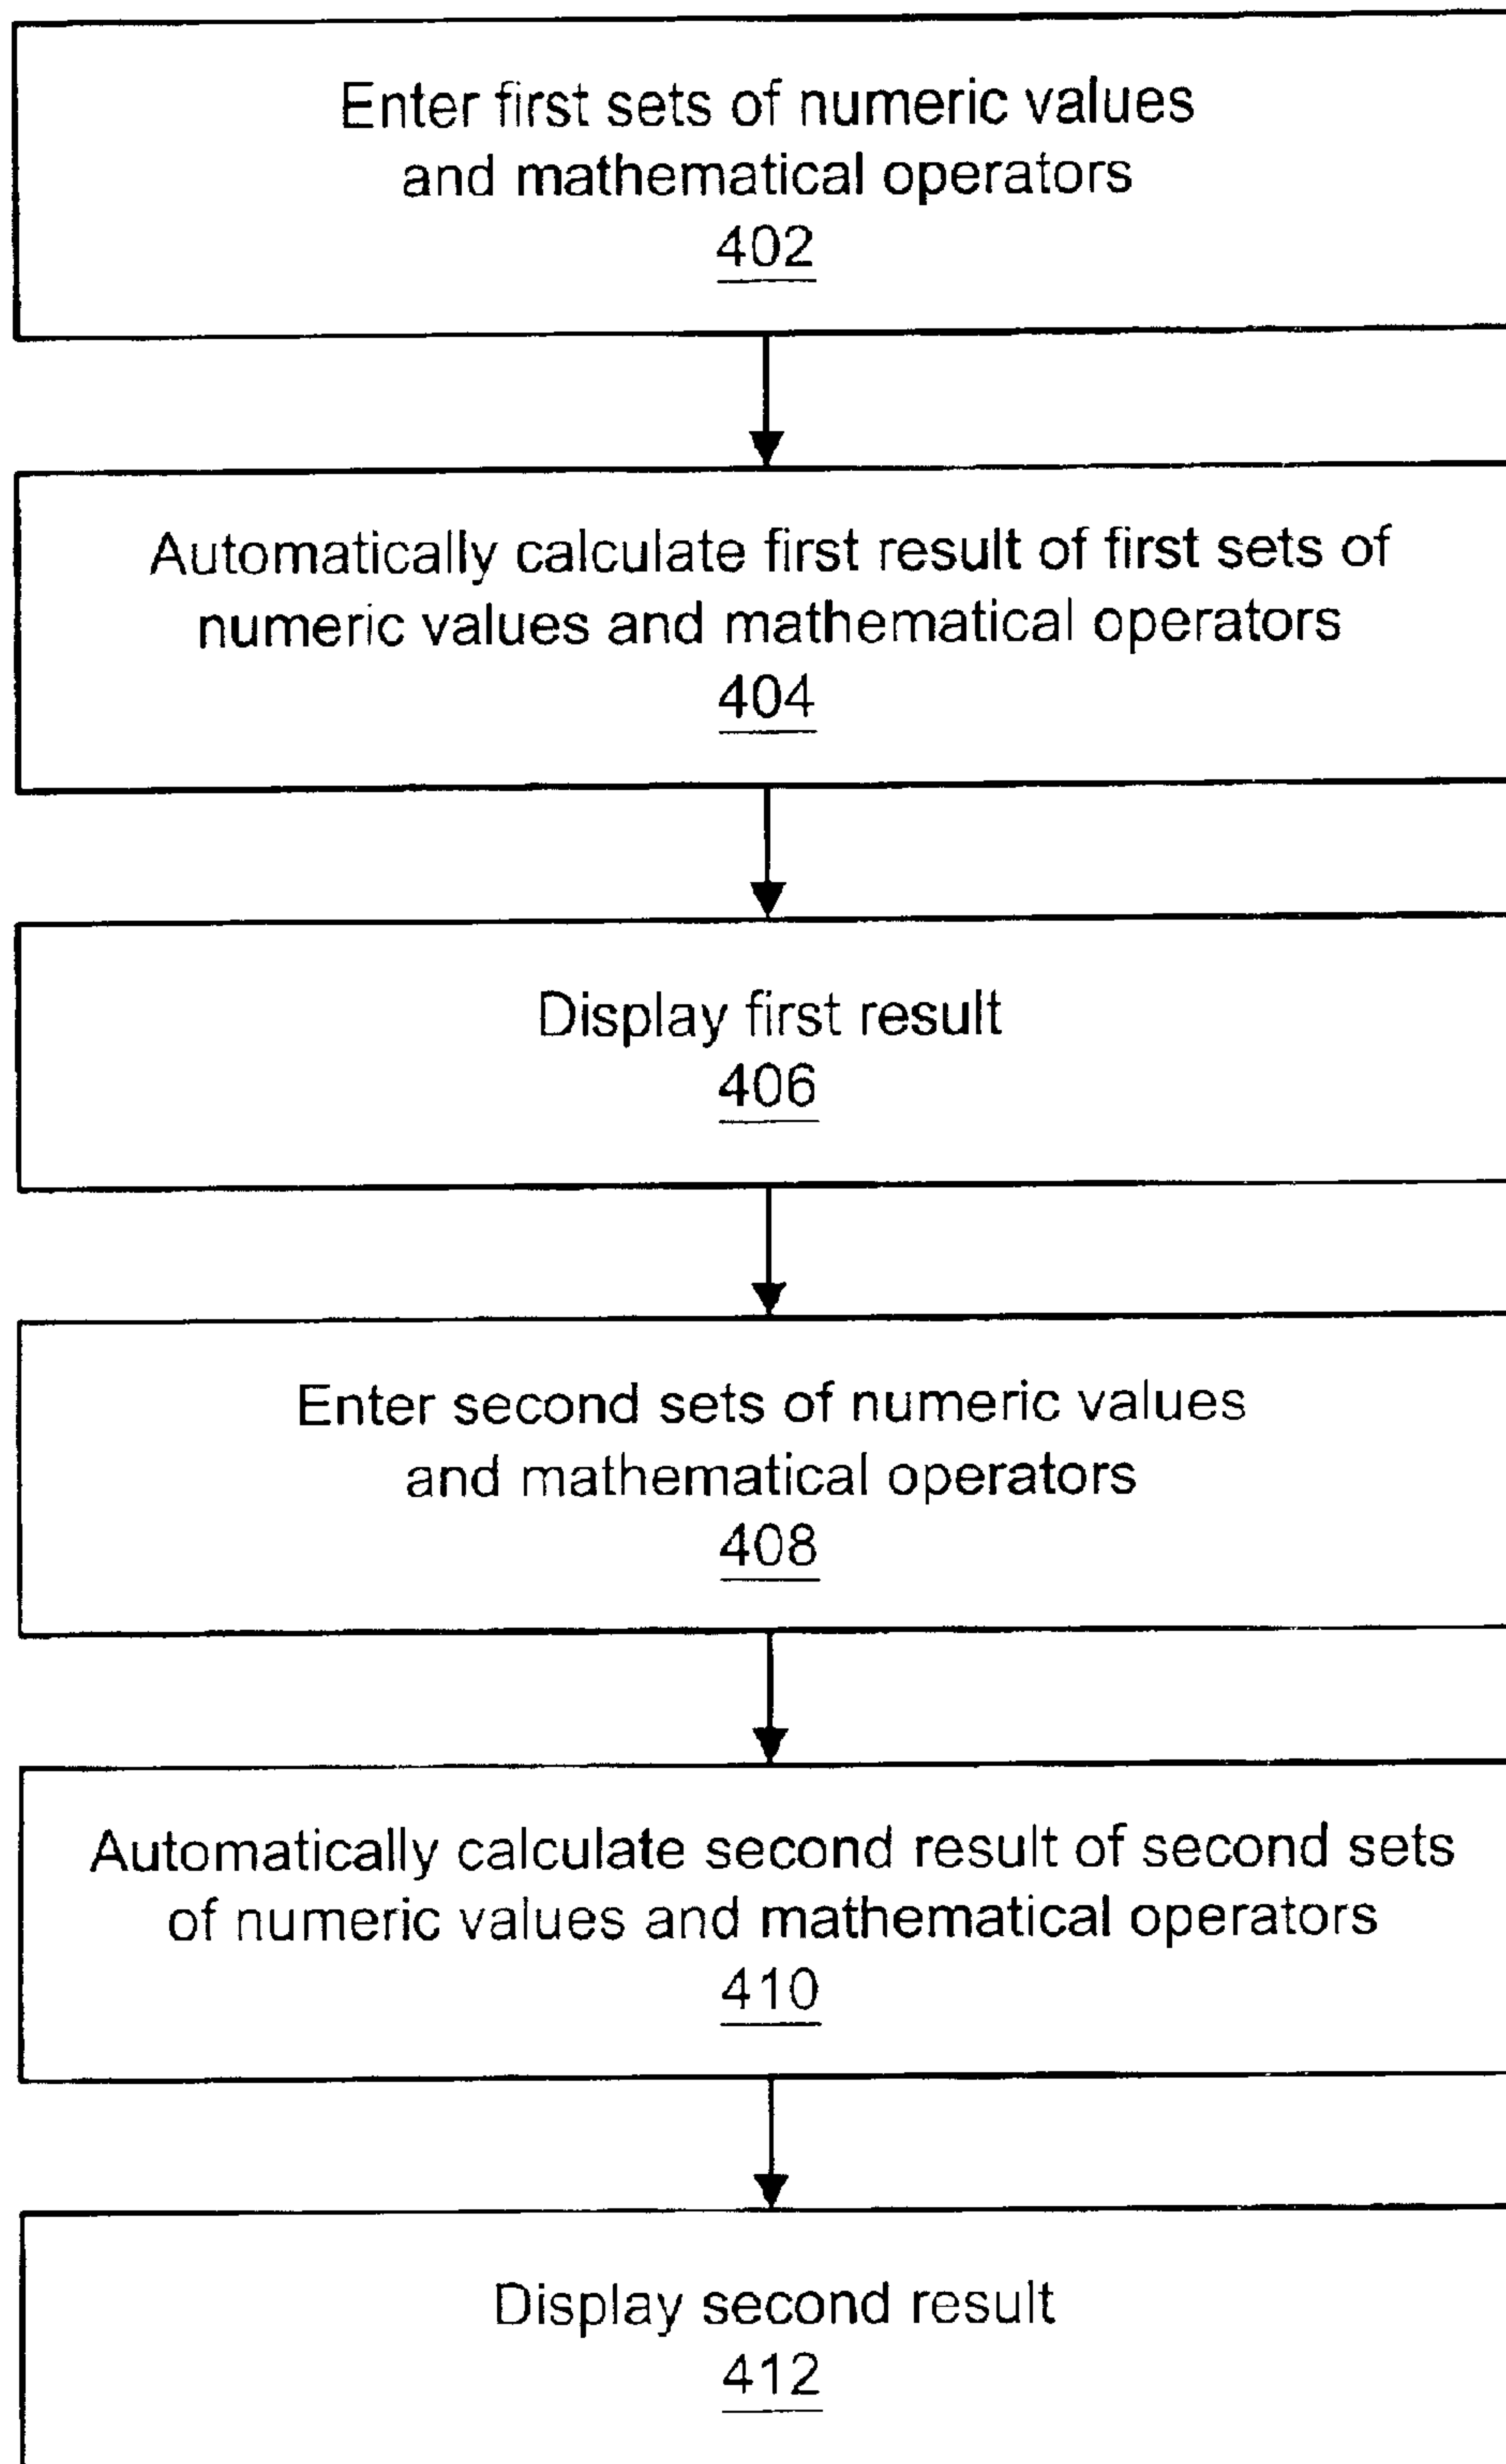 Enter first sets of numeric values
and mathematical operators
402
Automatically calculate first result of first sets of
numeric values and mathematical operators
404
Display first result
406
Enter second sets of numeric values
and mathematical operators
408
Automatically calculate second result of second sets
of numeric values and mathematical operators
410
Display second result
412